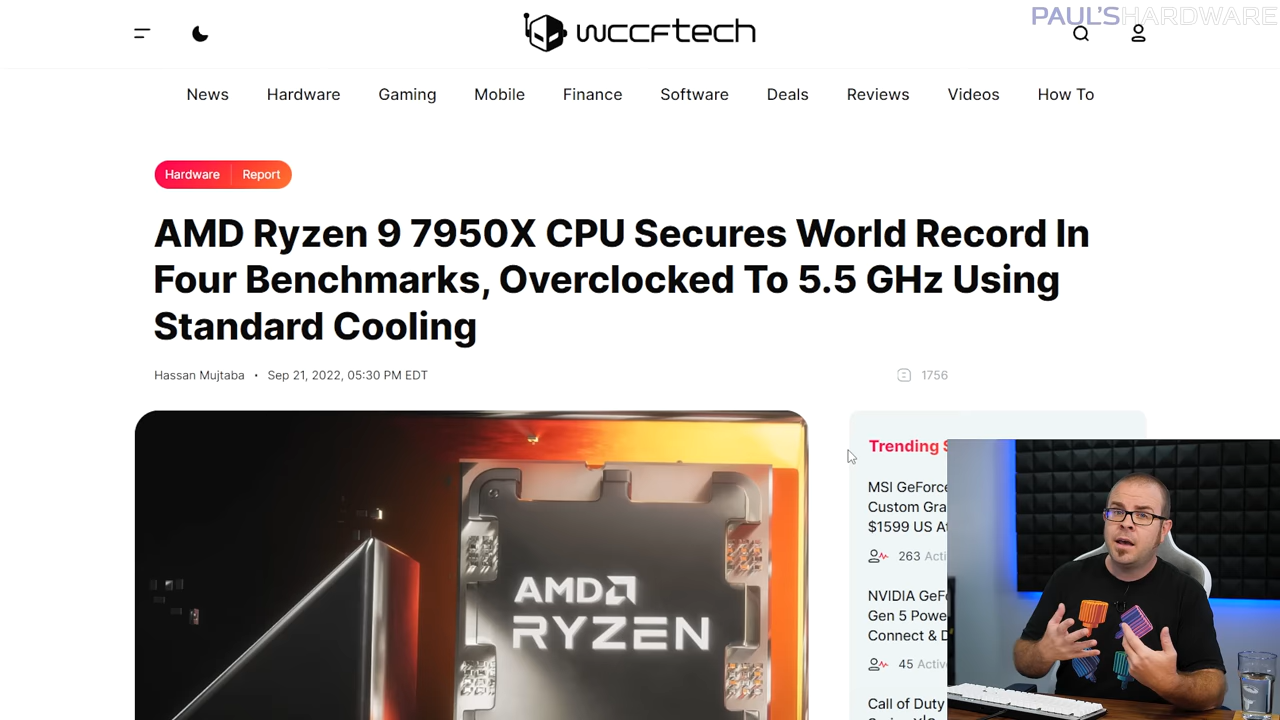 PAUL'SHARDWARE
wccftech
News Hardware Gaming Mobile Finance Software Deals Reviews Videos How To
Hardware Report
AMD Ryzen 9 7950X CPU Secures World Record In
Four Benchmarks, Overclocked To 5.5 GHz Using
Standard Cooling
Hassan Mujtaba • Sep 21, 2022, 05:30 PM EDT
1756
AMD
RYZEN
Trending S
MSI GeForce
Custom Gra
$1599 US A
263 Acti
NVIDIA GeF
Gen 5 Powe
Connect & D
45 Active
Call of Duty